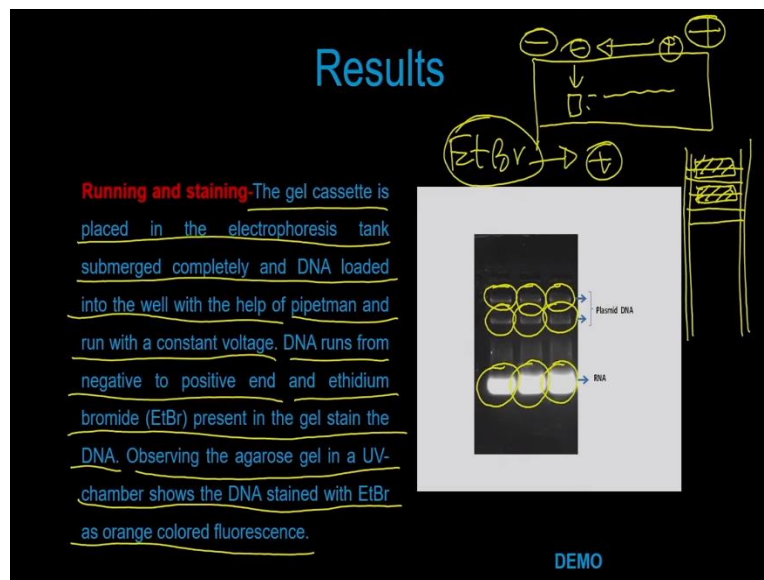 Results
Running and staining-The gel cassette is
placed in the electrophoresis tank
submerged completely and DNA loaded
into the well with the help of pipetman and
run with a constant voltage. DNA runs from
negative to positive end and ethidium
bromide (EtBr) present in the gel stain the
DNA. Observing the agarose gel in a UV-
chamber shows the DNA stained with EtBr
as orange colored fluorescence.
− − ← + +
EtBr → +
Plasmid DNA
RNA
DEMO